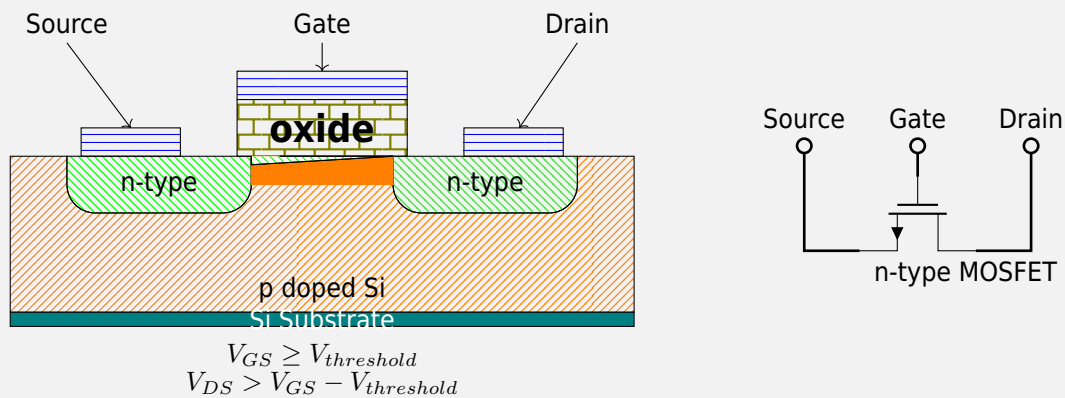 Source Gate Drain
oxide
n-type n-type
p doped Si
Si Substrate
V_{GS} ≥ V_{threshold}
V_{DS} > V_{GS} − V_{threshold}
Source Gate Drain
n-type MOSFET